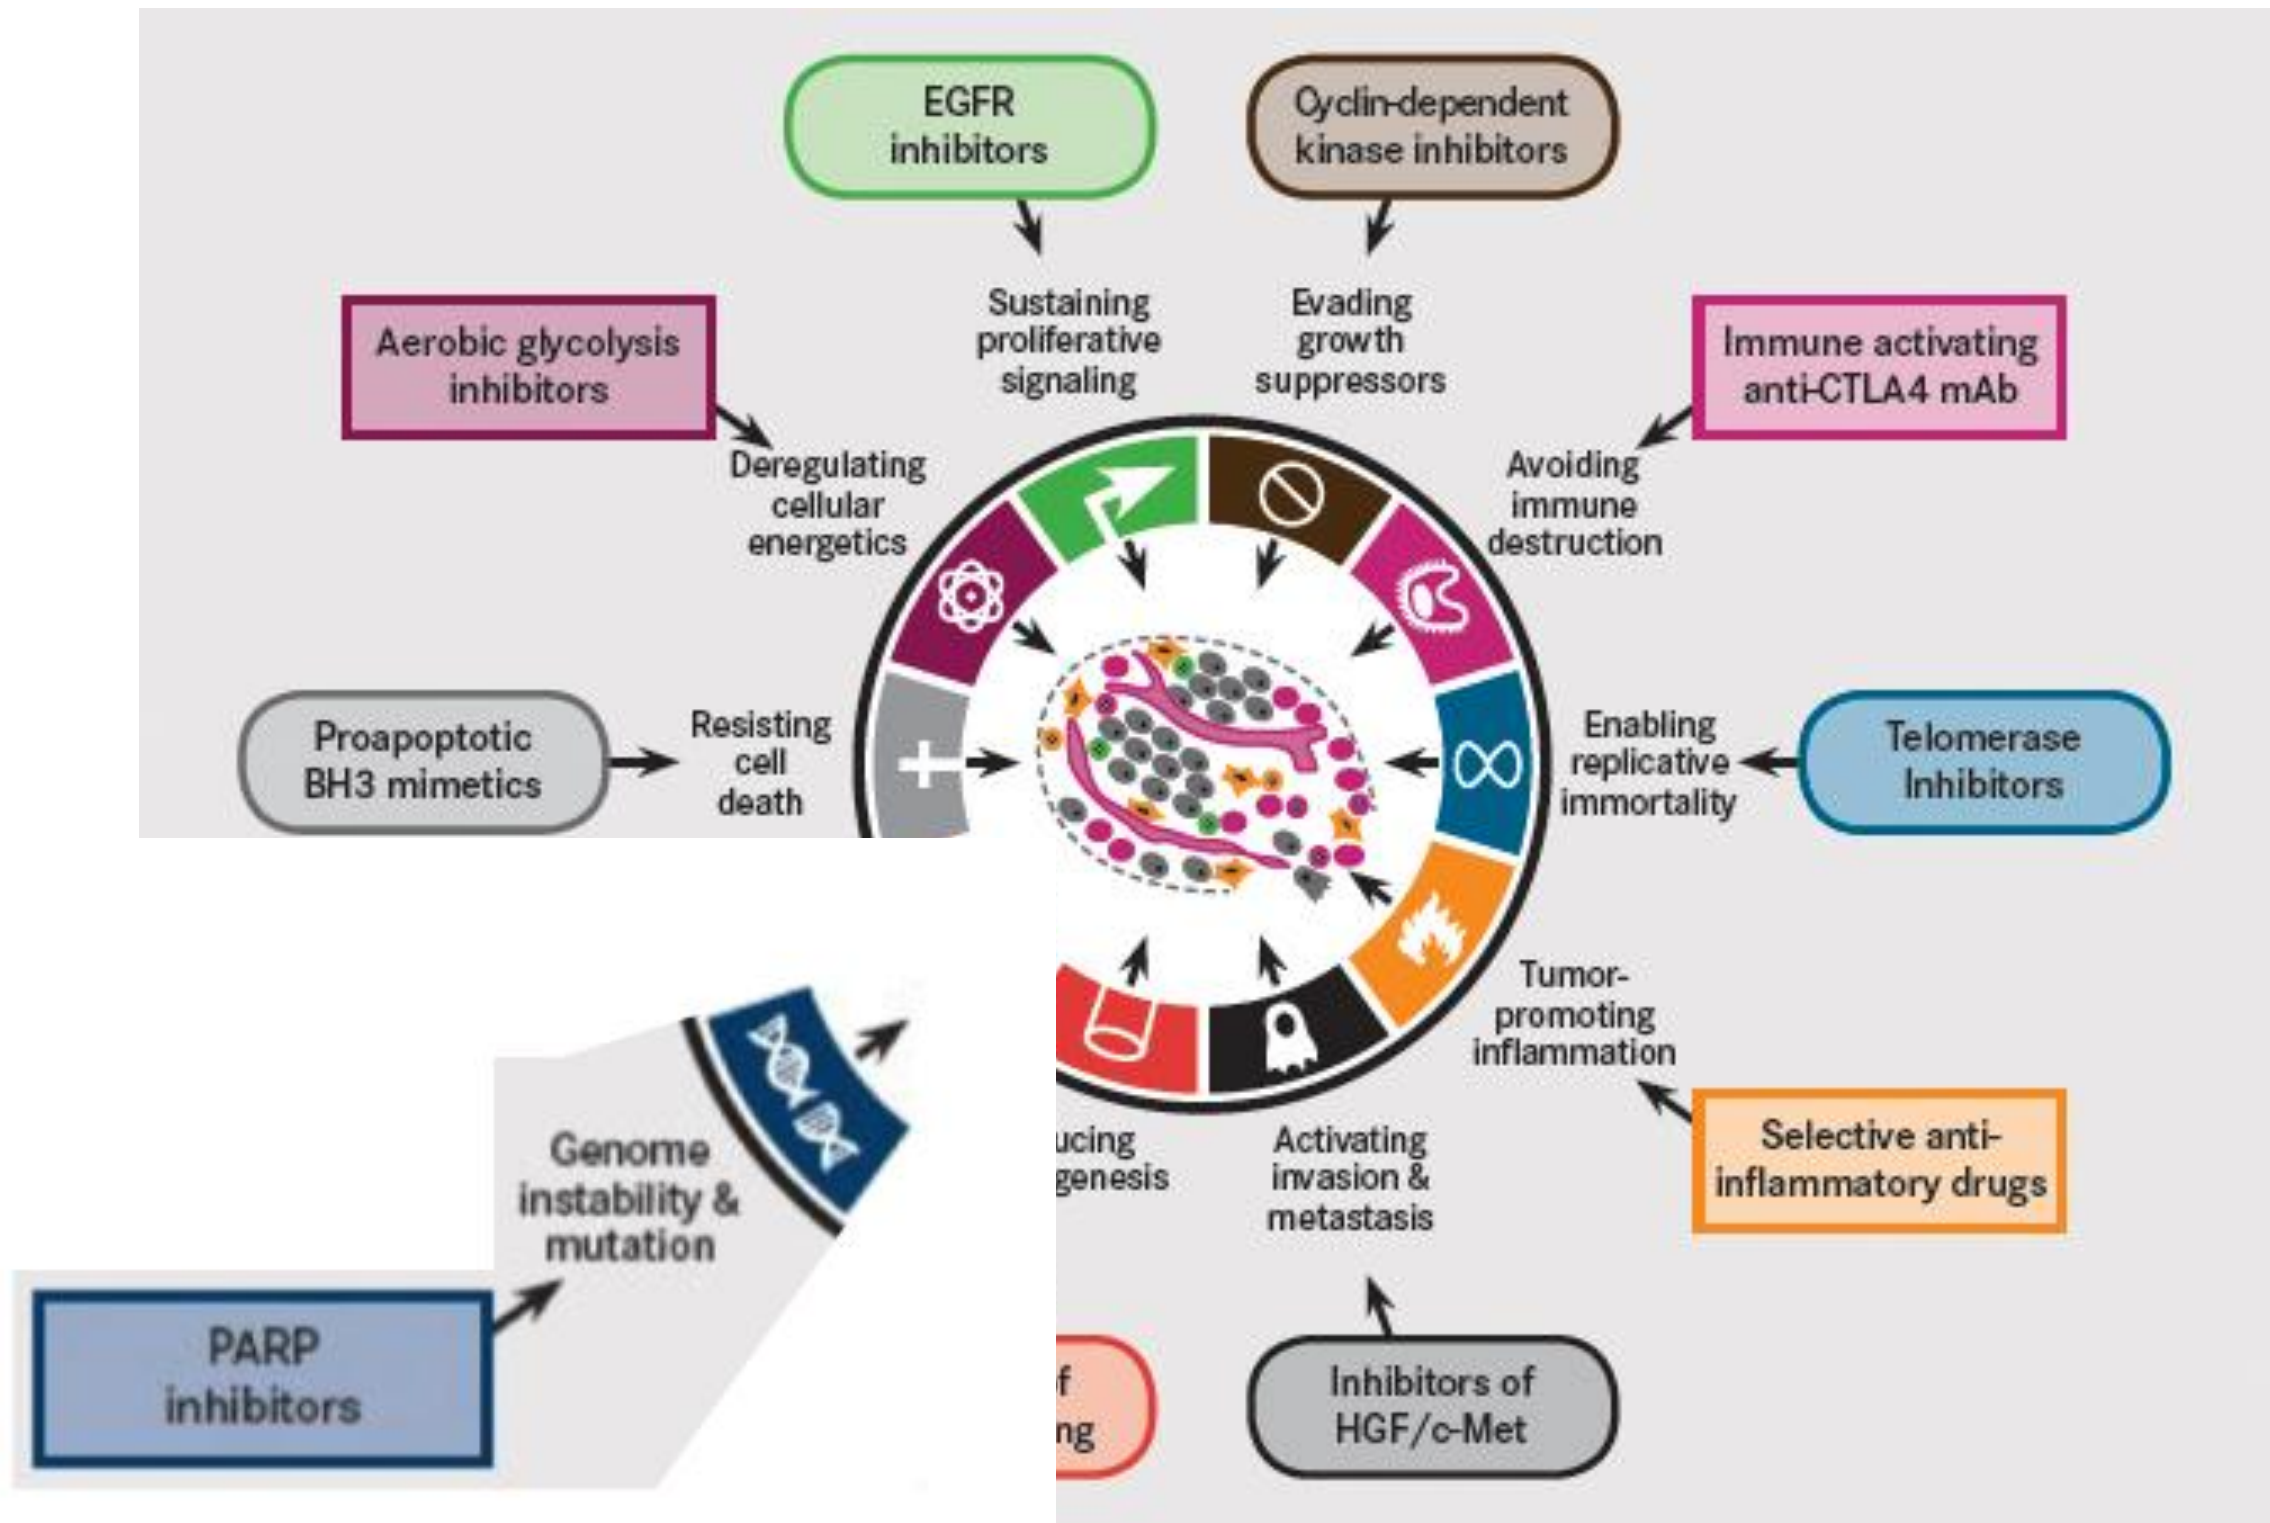 EGFR
inhibitors
Cyclin-dependent
kinase inhibitors
Sustaining
proliferative
signaling
Evading
growth
suppressors
Aerobic glycolysis
inhibitors
Immune activating
anti-CTLA4 mAb
Deregulating
cellular
energetics
Avoiding
immune
destruction
Proapoptotic
BH3 mimetics
Resisting
cell
death
Enabling
replicative
immortality
Telomerase
Inhibitors
Tumor-
promoting
inflammation
Selective anti-
inflammatory drugs
Genome
instability &
mutation
PARP
inhibitors
ucing
genesis
Activating
invasion &
metastasis
f
ng
Inhibitors of
HGF/c-Met